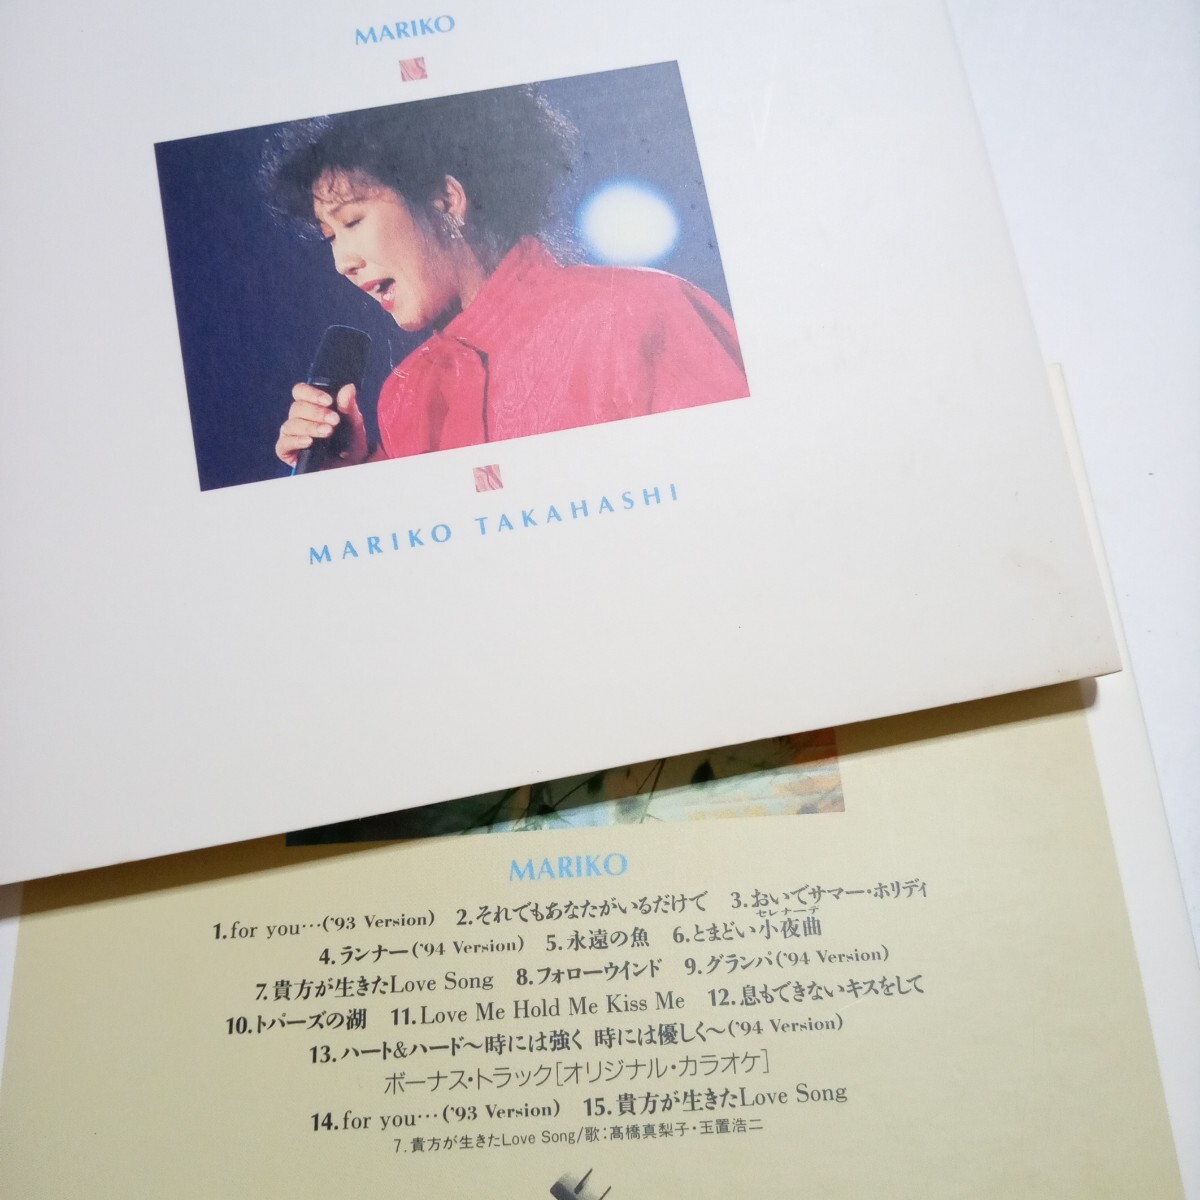 MARIKO
MARIKO TAKAHASHI
MARIKO
1.for you…('93 Version) 2.それでもあなたがいるだけで 3.おいでサマー・ホリディ
セレナーデ
4.ランナー('94 Version) 5.永遠の魚 6.とまどい小夜曲
7.貴方が生きたLove Song 8.フォローウインド 9.グランパ('94 Version)
10.トパーズの湖 11.Love Me Hold Me Kiss Me 12.息もできないキスをして
13.ハート&ハード〜時には強く 時には優しく〜('94 Version)
ボーナス・トラック[オリジナル・カラオケ]
14.for you…('93 Version) 15.貴方が生きたLove Song
7.貴方が生きたLove Song/歌:髙橋真梨子・玉置浩二